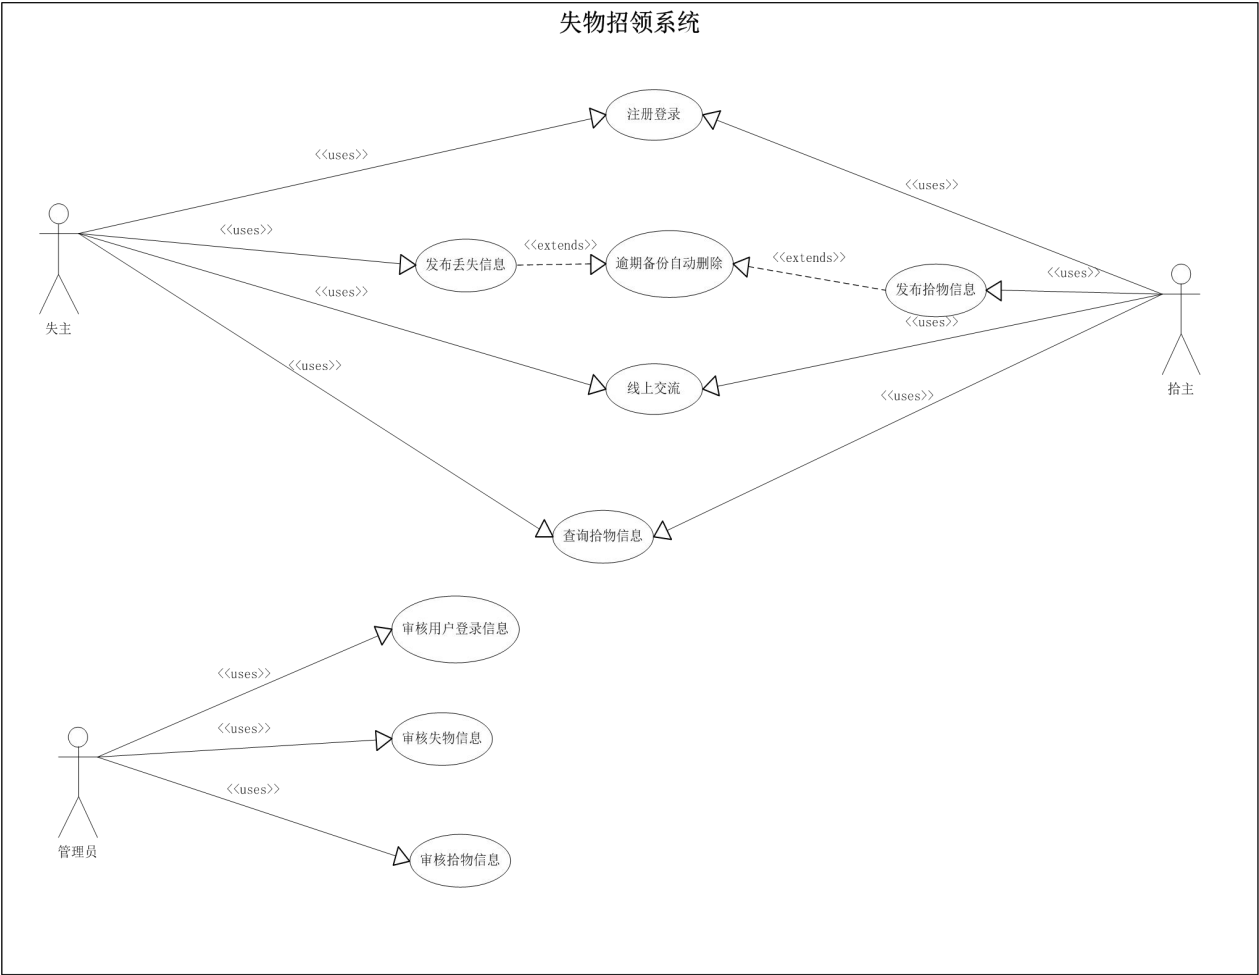 失物招领系统
注册登录
<<uses>>
<<uses>>
<<uses>>
<<extends>>
<<extends>>
发布丢失信息
逾期备份自动删除
<<uses>>
发布拾物信息
<<uses>>
<<uses>>
失主
<<uses>>
线上交流
拾主
<<uses>>
查询拾物信息
审核用户登录信息
<<uses>>
<<uses>>
审核失物信息
<<uses>>
管理员
审核拾物信息